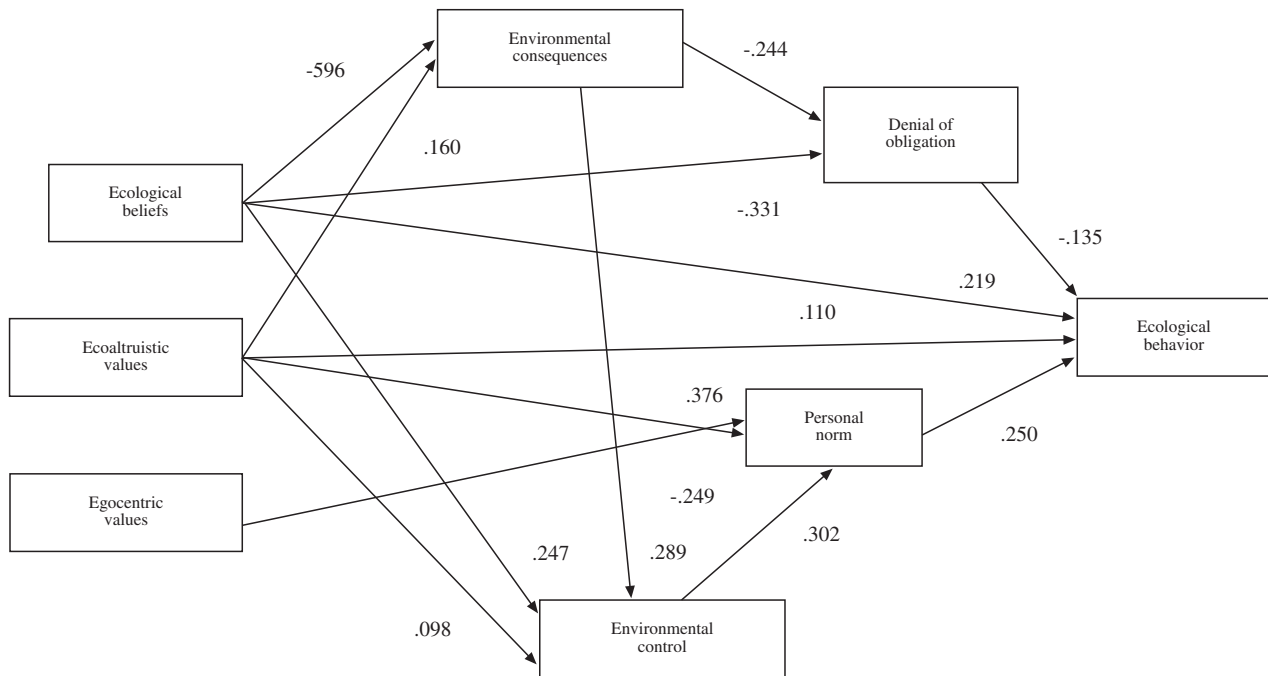 Environmental
consequences
-.244
-596
Denial of
obligation
.160
Ecological
beliefs
-.331
-.135
.219
.110
Ecological
behavior
Ecoaltruistic
values
.376
Personal
norm
.250
Egocentric
values
-.249
.302
.247
.289
.098
Environmental
control